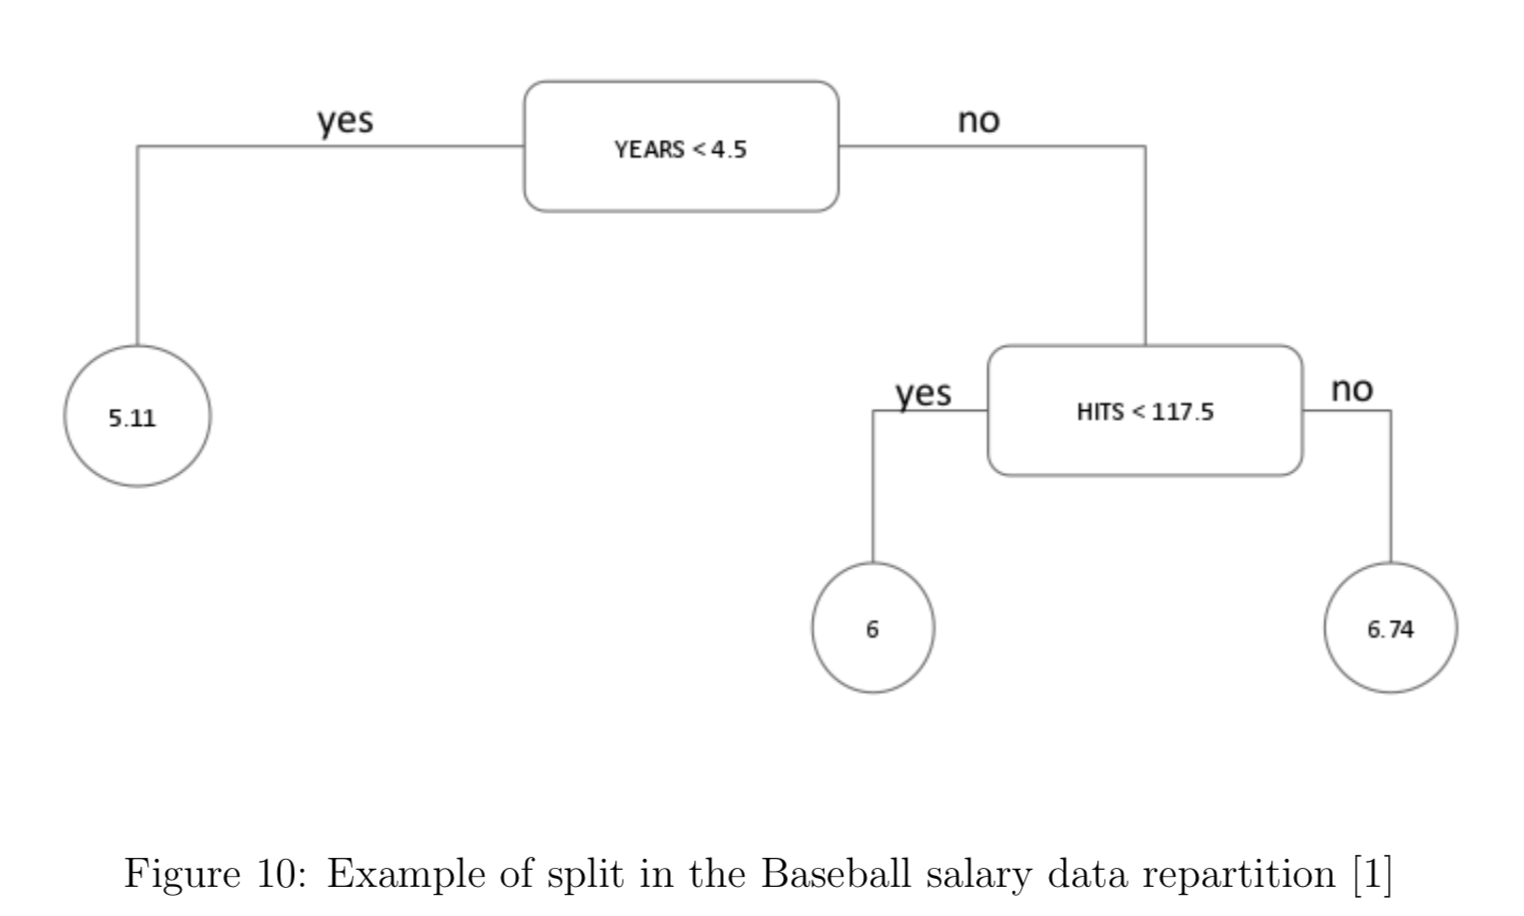 yes
YEARS < 4.5
no
5.11
yes
HITS < 117.5
no
6
6.74
Figure 10: Example of split in the Baseball salary data repartition [1]